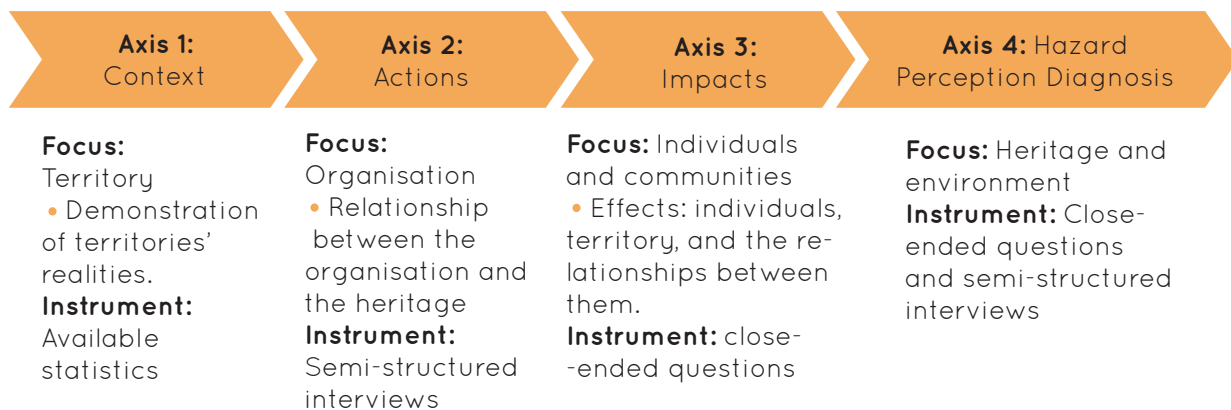 Axis 1:
Context
Axis 2:
Actions
Axis 3:
Impacts
Axis 4: Hazard
Perception Diagnosis
Focus:
Territory
• Demonstration
of territories’
realities.
Instrument:
Available
statistics
Focus:
Organisation
• Relationship
between the
organisation and
the heritage
Instrument:
Semi-structured
interviews
Focus: Individuals
and communities
• Effects: individuals,
territory, and the re-
lationships between
them.
Instrument: close-
-ended questions
Focus: Heritage and
environment
Instrument: Close-
ended questions
and semi-structured
interviews